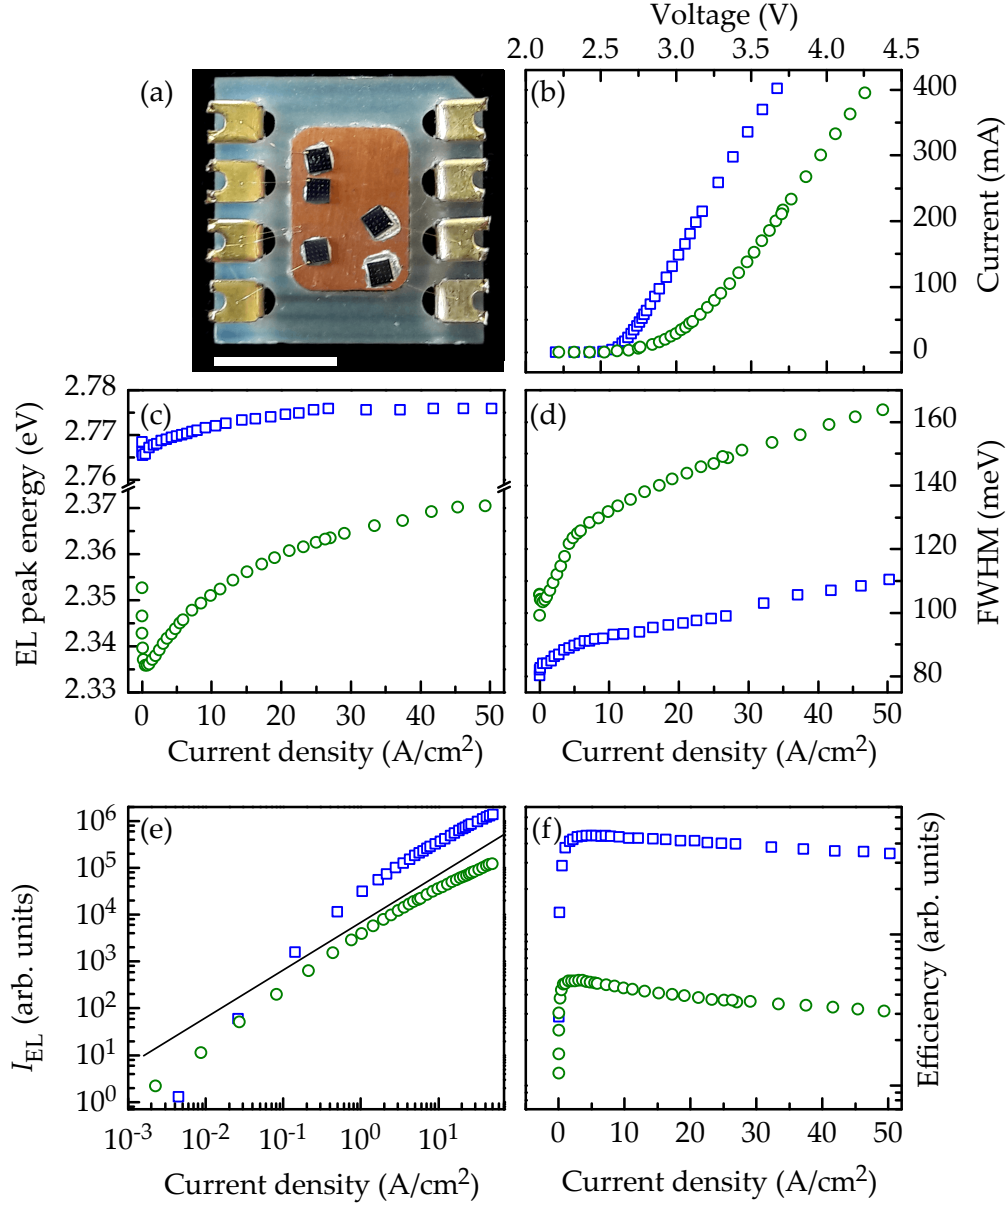 Voltage (V)
2.0 2.5 3.0 3.5 4.0 4.5
(a)
(b)
400
300
200
100
0
Current (mA)
2.78
2.77
2.76
2.37
2.36
2.35
2.34
2.33
EL peak energy (eV)
(c)
0 10 20 30 40 50
Current density (A/cm²)
(d)
160
140
120
100
80
FWHM (meV)
0 10 20 30 40 50
Current density (A/cm²)
(e)
10⁶
10⁵
10⁴
10³
10²
10¹
10⁰
I_EL (arb. units)
10⁻³ 10⁻² 10⁻¹ 10⁰ 10¹
Current density (A/cm²)
(f)
Efficiency (arb. units)
0 10 20 30 40 50
Current density (A/cm²)